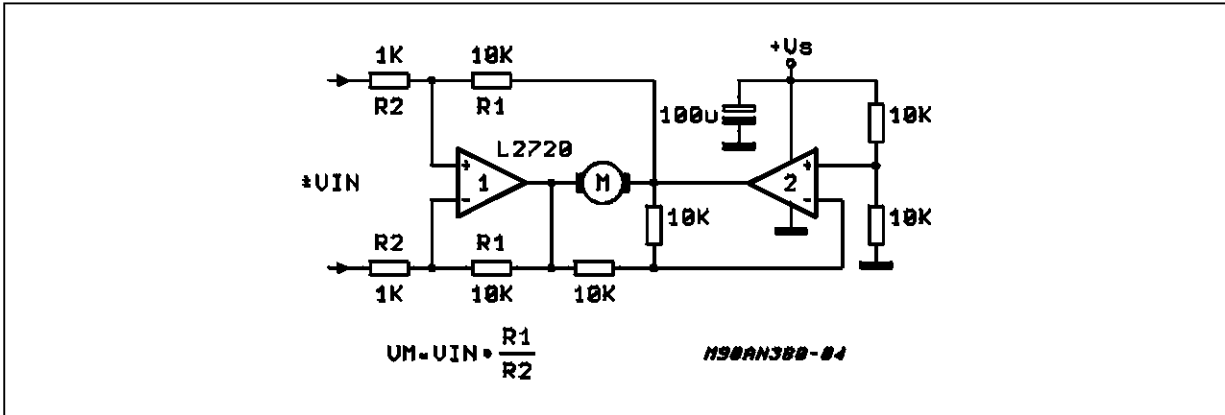 +Vs
1K 10K
R2 R1
100u
10K
L2720
+
1
-
M
+
2
-
±VIN
10K
10K
R2 R1
1K 10K 10K
VM=VIN• R1
R2
M90AN380-04